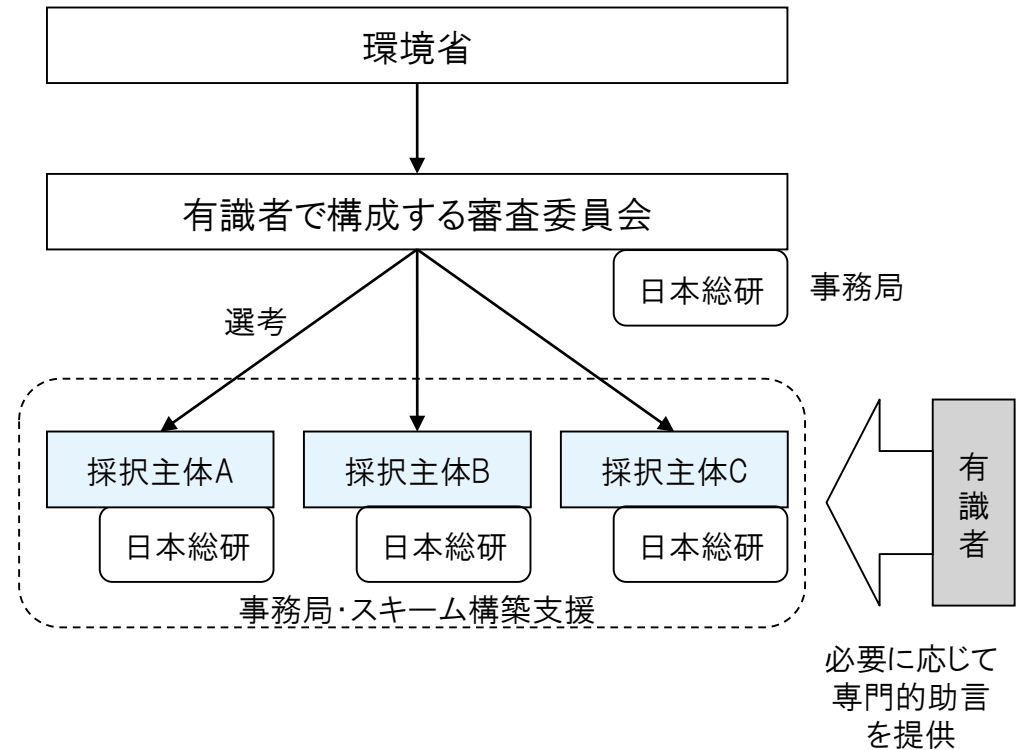 環境省
有識者で構成する審査委員会
日本総研
事務局
選考
採択主体A
採択主体B
採択主体C
日本総研
日本総研
日本総研
事務局・スキーム構築支援
有識者
必要に応じて
専門的助言
を提供